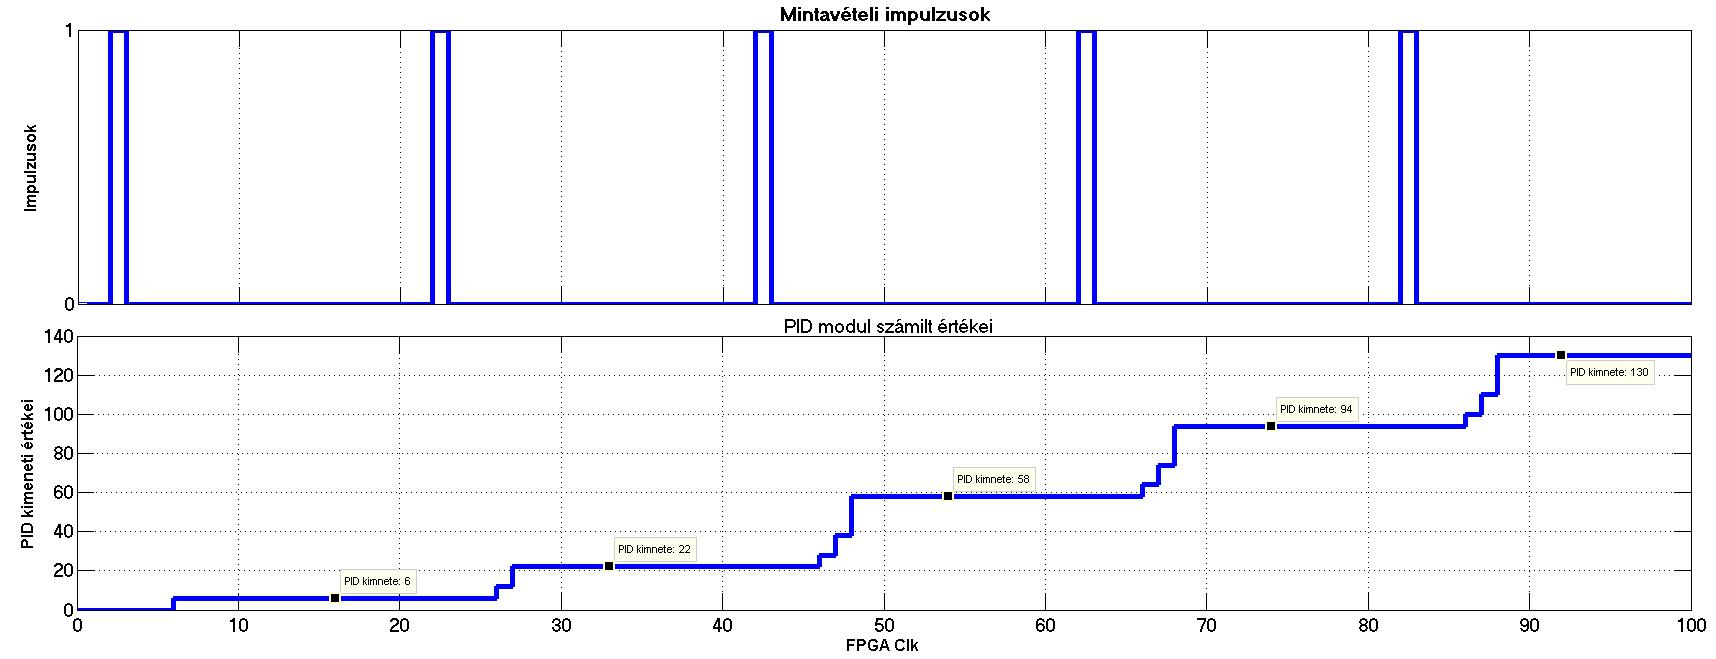 Mintavételi impulzusok
1
0
Impulzusok
PID modul számilt értékei
140
120
100
80
60
40
20
0
PID kimeneti értékei
PID kimnete: 6
PID kimnete: 22
PID kimnete: 58
PID kimnete: 94
PID kimnete: 130
0 10 20 30 40 50 60 70 80 90 100
FPGA Clk